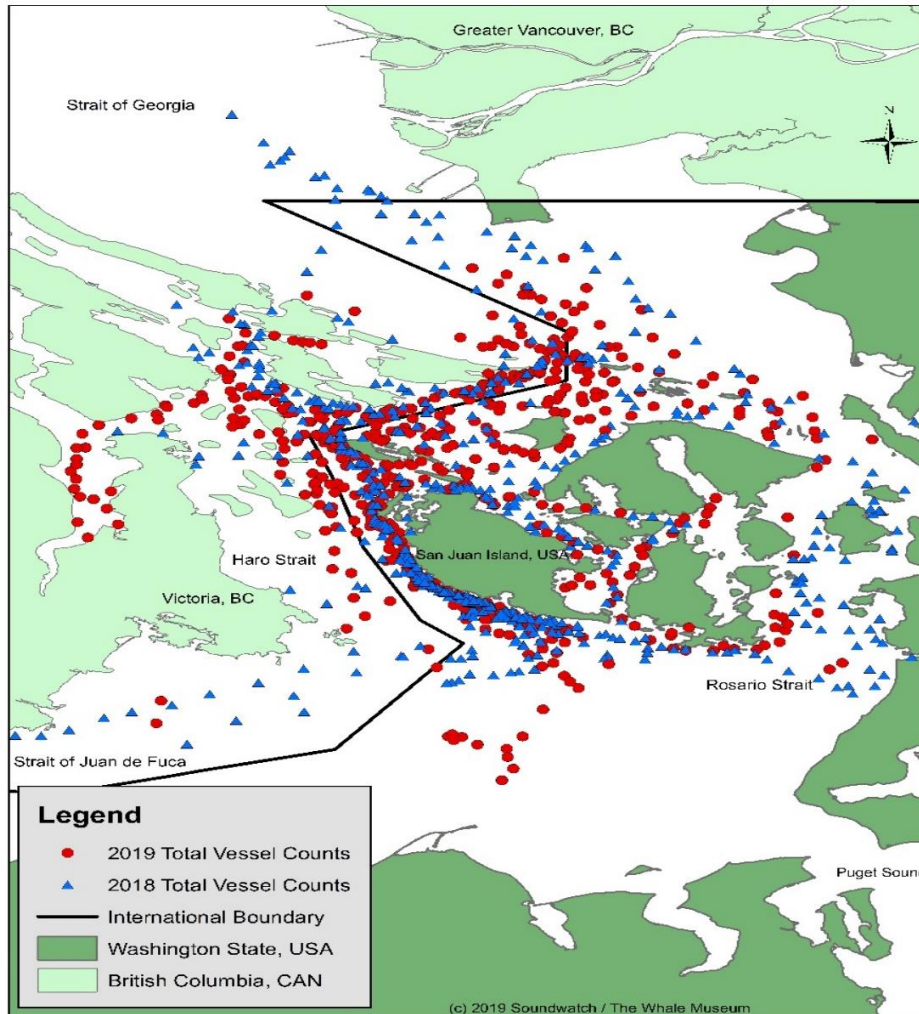 Greater Vancouver, BC
Strait of Georgia
N
San Juan Island, USA
Haro Strait
Victoria, BC
Rosario Strait
Strait of Juan de Fuca
Legend
2019 Total Vessel Counts
2018 Total Vessel Counts
International Boundary
Washington State, USA
British Columbia, CAN
Puget Soun
(c) 2019 Soundwatch / The Whale Museum